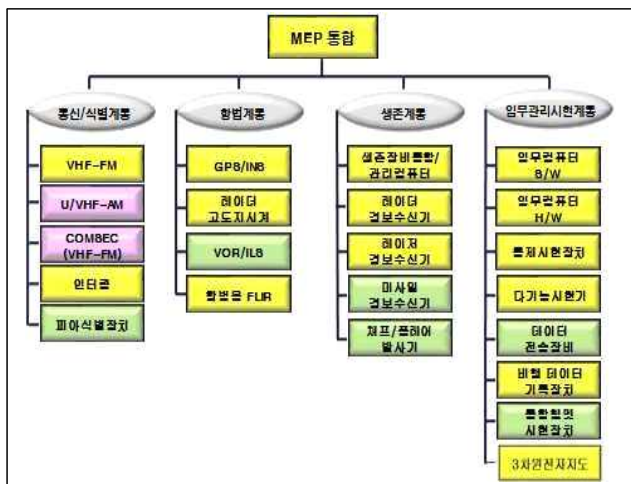 MEP 통합
통신/식별계통
항법계통
생존계통
임무관리시현계통
VHF-FM
U/VHF-AM
COMSEC
(VHF-FM)
인터콤
피아식별장치
GPS/INS
레이더
고도지시계
VOR/ILS
항법용 FLIR
생존장비통합/
관리컴퓨터
레이더
경보수신기
레이저
경보수신기
미사일
경보수신기
채프/플레어
발사기
임무컴퓨터
S/W
임무컴퓨터
H/W
통제시현장치
다기능시현기
데이터
전송장비
비행 데이터
기록장치
통합헬멧
시현장치
3차원전자지도